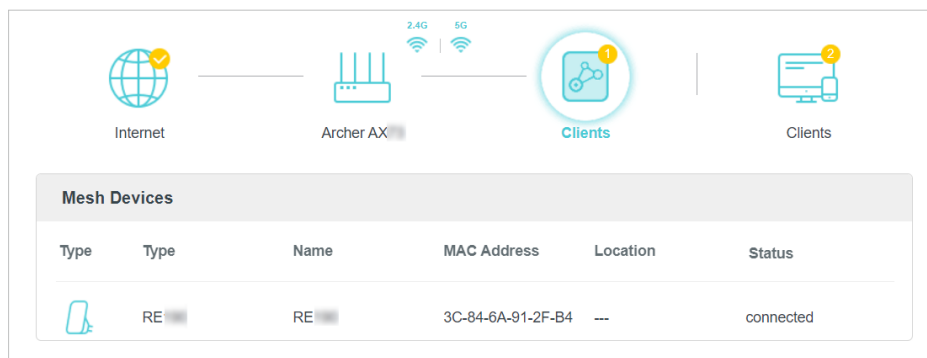 2.4G 5G
1
2
Internet
Archer AX
Clients
Clients
Mesh Devices
Type Type Name MAC Address Location Status
RE RE 3C-84-6A-91-2F-B4 --- connected